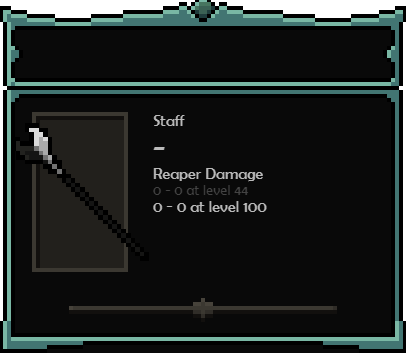 Staff
–
Reaper Damage
0 - 0 at level 44
0 - 0 at level 100